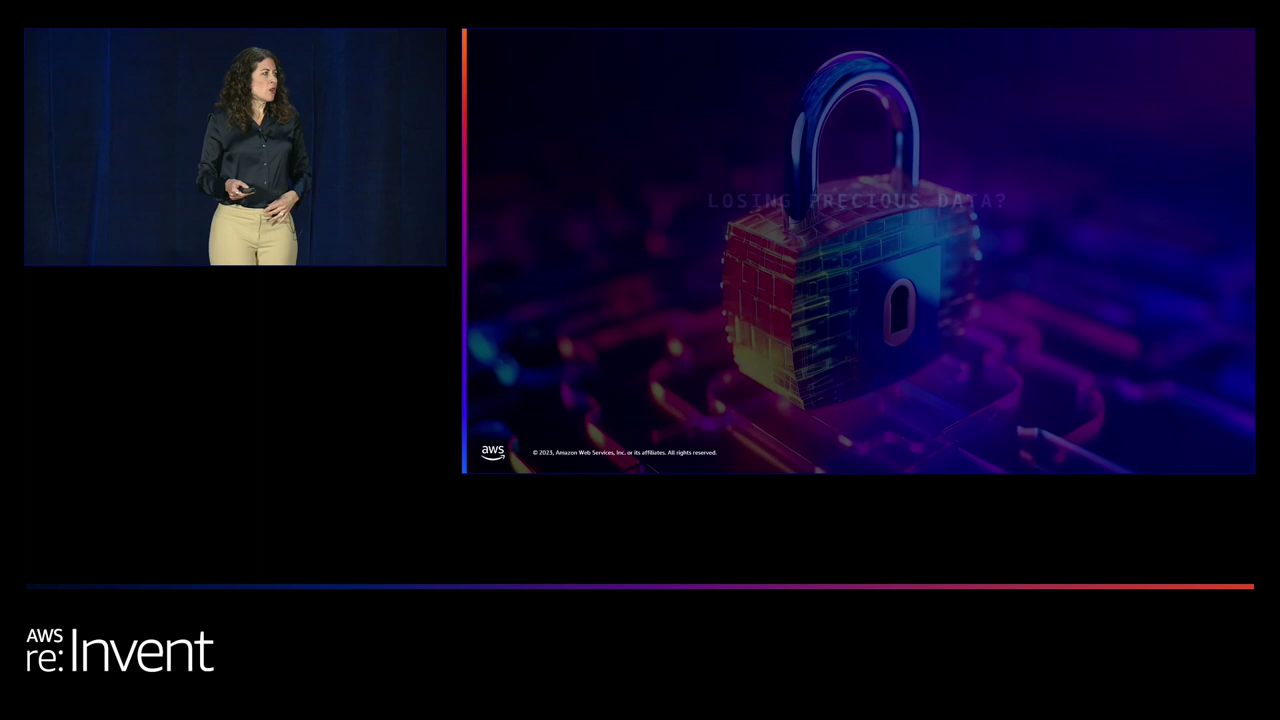 LOSING PRECIOUS DATA?
aws
© 2023, Amazon Web Services, Inc. or its affiliates. All rights reserved.
AWS
re:Invent